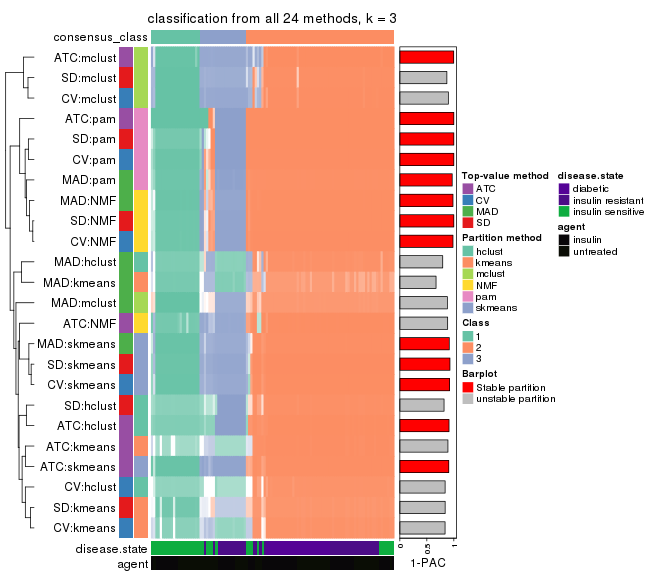 classification from all 24 methods, k = 3
consensus_class
ATC:mclust
SD:mclust
CV:mclust
ATC:pam
SD:pam
CV:pam
MAD:pam
MAD:NMF
SD:NMF
CV:NMF
MAD:hclust
MAD:kmeans
MAD:mclust
ATC:NMF
MAD:skmeans
SD:skmeans
CV:skmeans
SD:hclust
ATC:hclust
ATC:kmeans
ATC:skmeans
CV:hclust
SD:kmeans
CV:kmeans
disease.state
agent
0 0.5 1
1-PAC
Top-value method
ATC
CV
MAD
SD
Partition method
hclust
kmeans
mclust
NMF
pam
skmeans
Class
1
2
3
Barplot
Stable partition
unstable partition
disease.state
diabetic
insulin resistant
insulin sensitive
agent
insulin
untreated